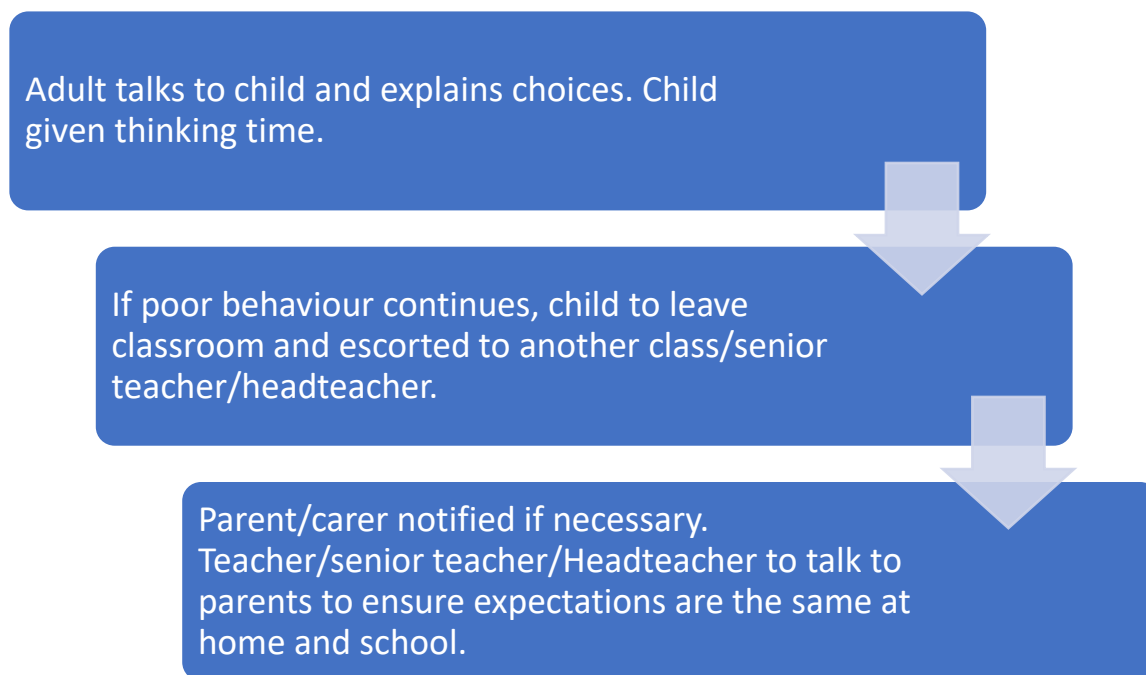 Adult talks to child and explains choices. Child
given thinking time.
If poor behaviour continues, child to leave
classroom and escorted to another class/senior
teacher/headteacher.
Parent/carer notified if necessary.
Teacher/senior teacher/Headteacher to talk to
parents to ensure expectations are the same at
home and school.